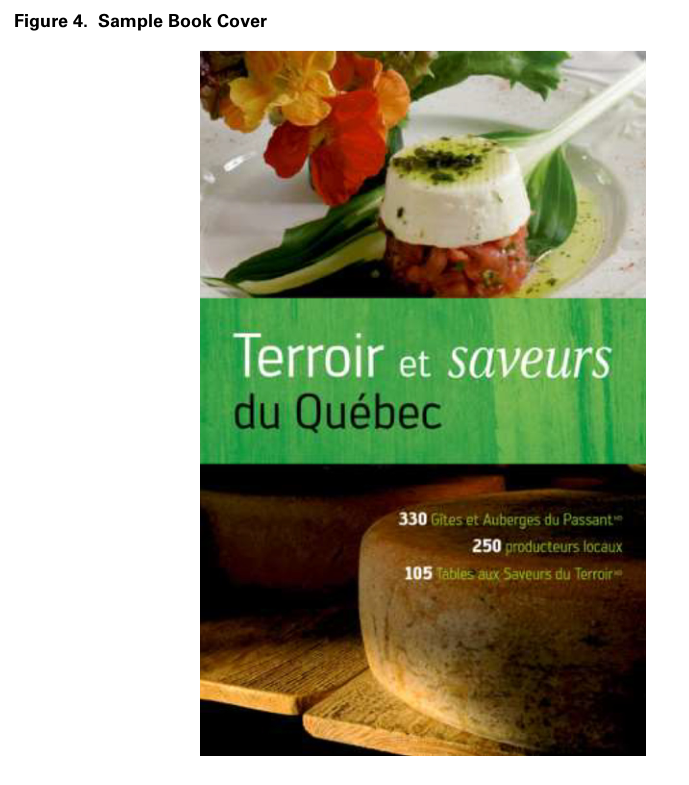 Figure 4. Sample Book Cover
Terroir et saveurs
du Québec
330 Gîtes et Auberges du Passant
250 producteurs locaux
105 Tables aux Saveurs du Terroir